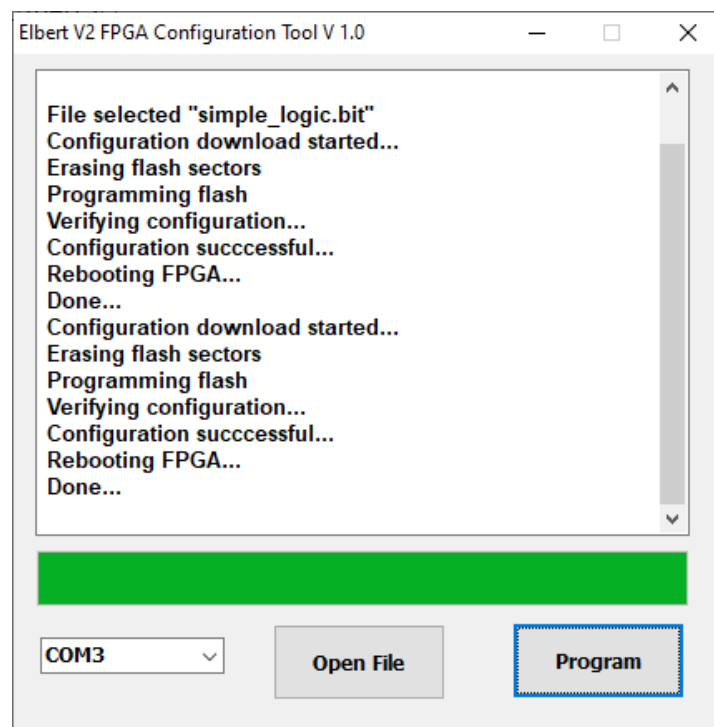 Elbert V2 FPGA Configuration Tool V 1.0
File selected "simple_logic.bit"
Configuration download started...
Erasing flash sectors
Programming flash
Verifying configuration...
Configuration succcessful...
Rebooting FPGA...
Done...
Configuration download started...
Erasing flash sectors
Programming flash
Verifying configuration...
Configuration succcessful...
Rebooting FPGA...
Done...
COM3
Open File
Program